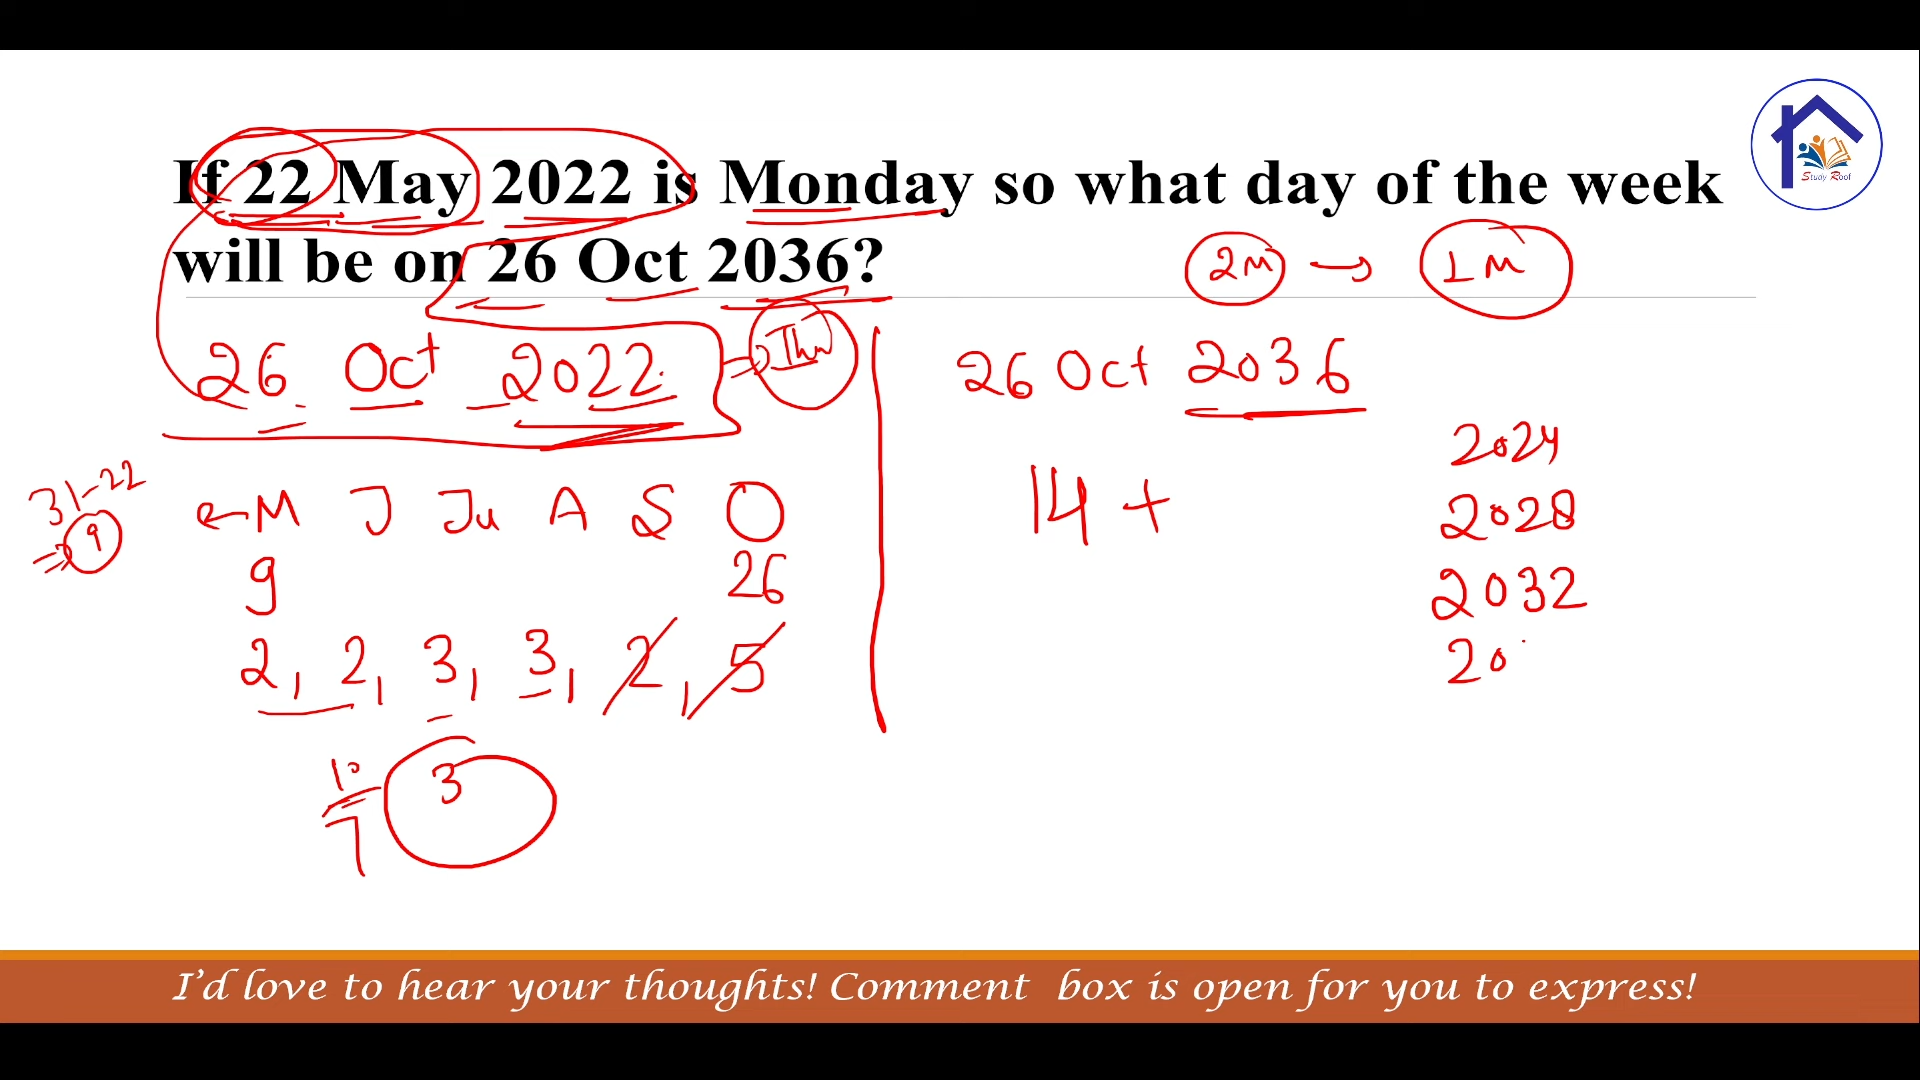 If 22 May 2022 is Monday so what day of the week
will be on 26 Oct 2036?
Study Roof
2M → 1M
26 Oct 2022 ⇒ Thu
26 Oct 2036
31-22
⇒ 9
← M J Ju A S O
9 26
2, 2, 3, 3, 2, 5
10
7
3
14 +
2024
2028
2032
20
I'd love to hear your thoughts! Comment box is open for you to express!